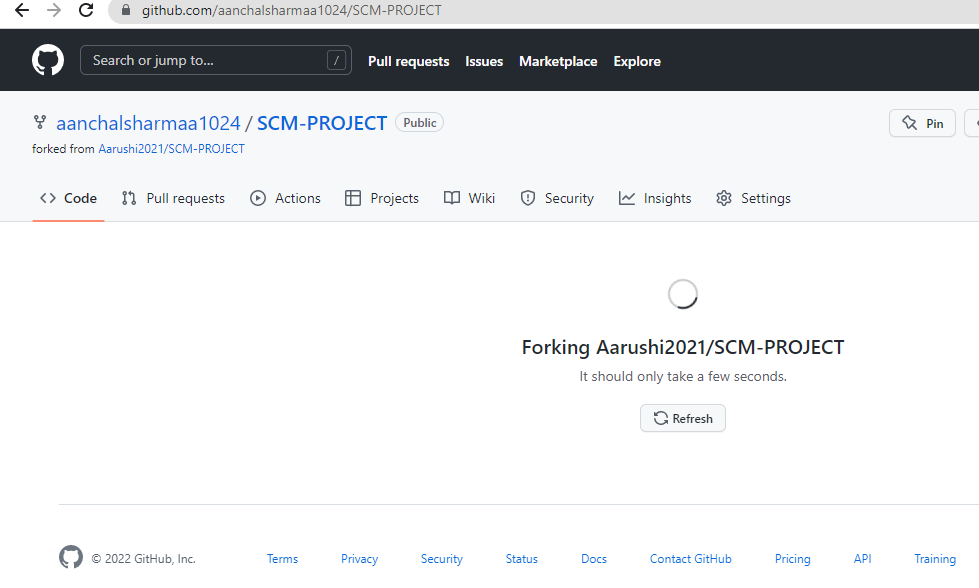 github.com/aanchalsharmaa1024/SCM-PROJECT
Search or jump to... / Pull requests Issues Marketplace Explore
aanchalsharmaa1024 / SCM-PROJECT Public Pin
forked from Aarushi2021/SCM-PROJECT
Code Pull requests Actions Projects Wiki Security Insights Settings
Forking Aarushi2021/SCM-PROJECT
It should only take a few seconds.
Refresh
© 2022 GitHub, Inc. Terms Privacy Security Status Docs Contact GitHub Pricing API Training